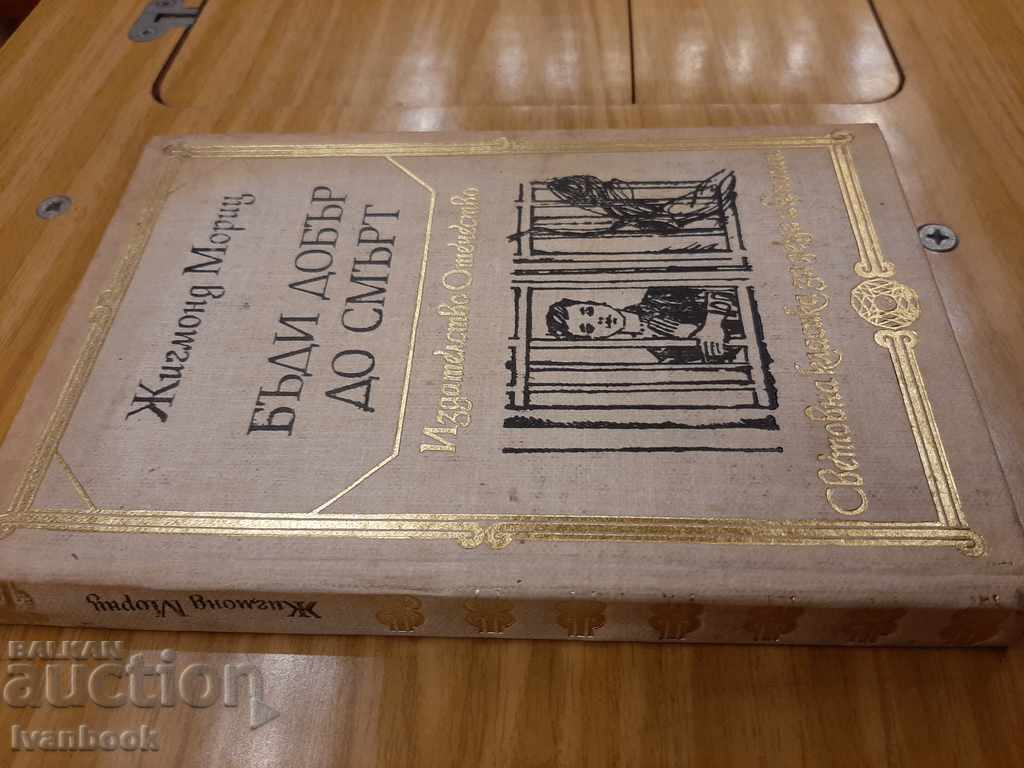 Жигмонд Мориц
БЪДИ ДОБЪР
ДО СМЪРТ
Издателство Отечество
Световна класика за деца и юноши
Жигмонд Мориц
BALKAN
auction
Ivanbook